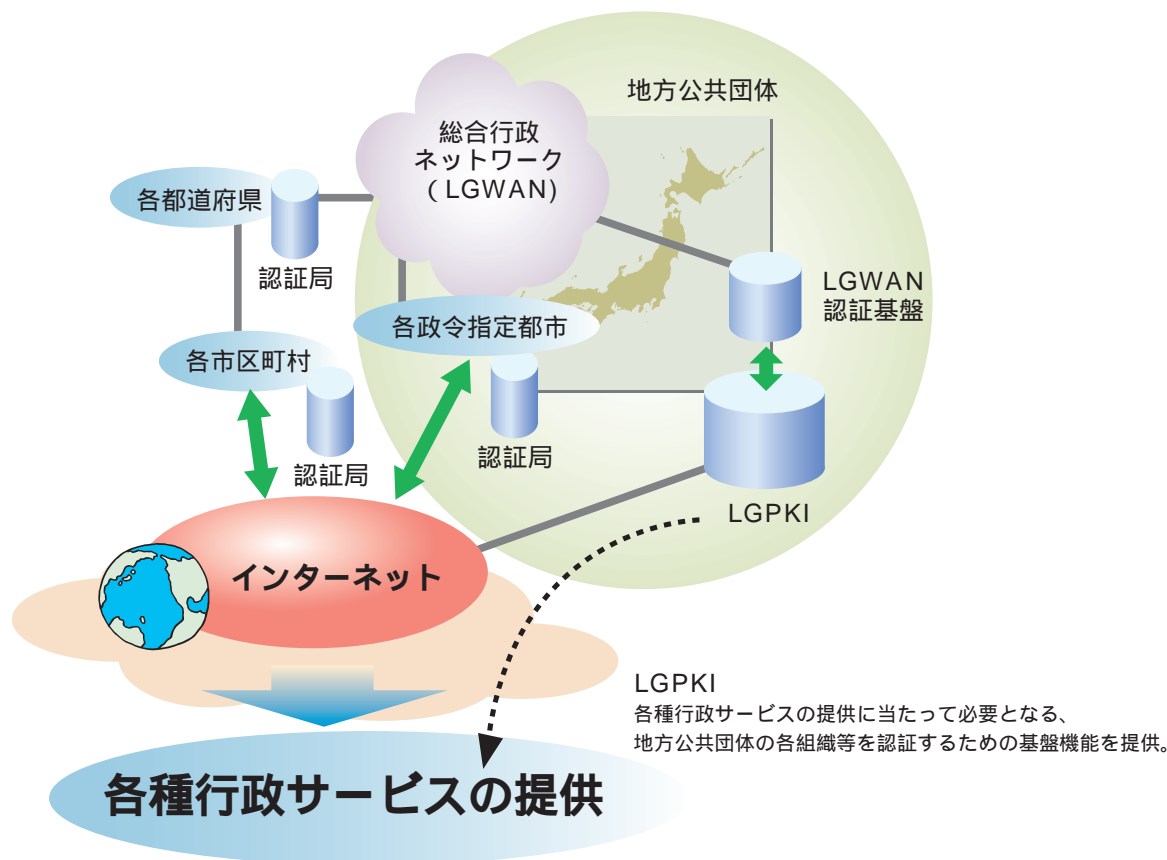 地方公共団体
総合行政
ネットワーク
(LGWAN)
各都道府県
認証局
LGWAN
認証基盤
各政令指定都市
各市区町村
認証局
認証局
LGPKI
インターネット
LGPKI
各種行政サービスの提供に当たって必要となる、
地方公共団体の各組織等を認証するための基盤機能を提供。
各種行政サービスの提供